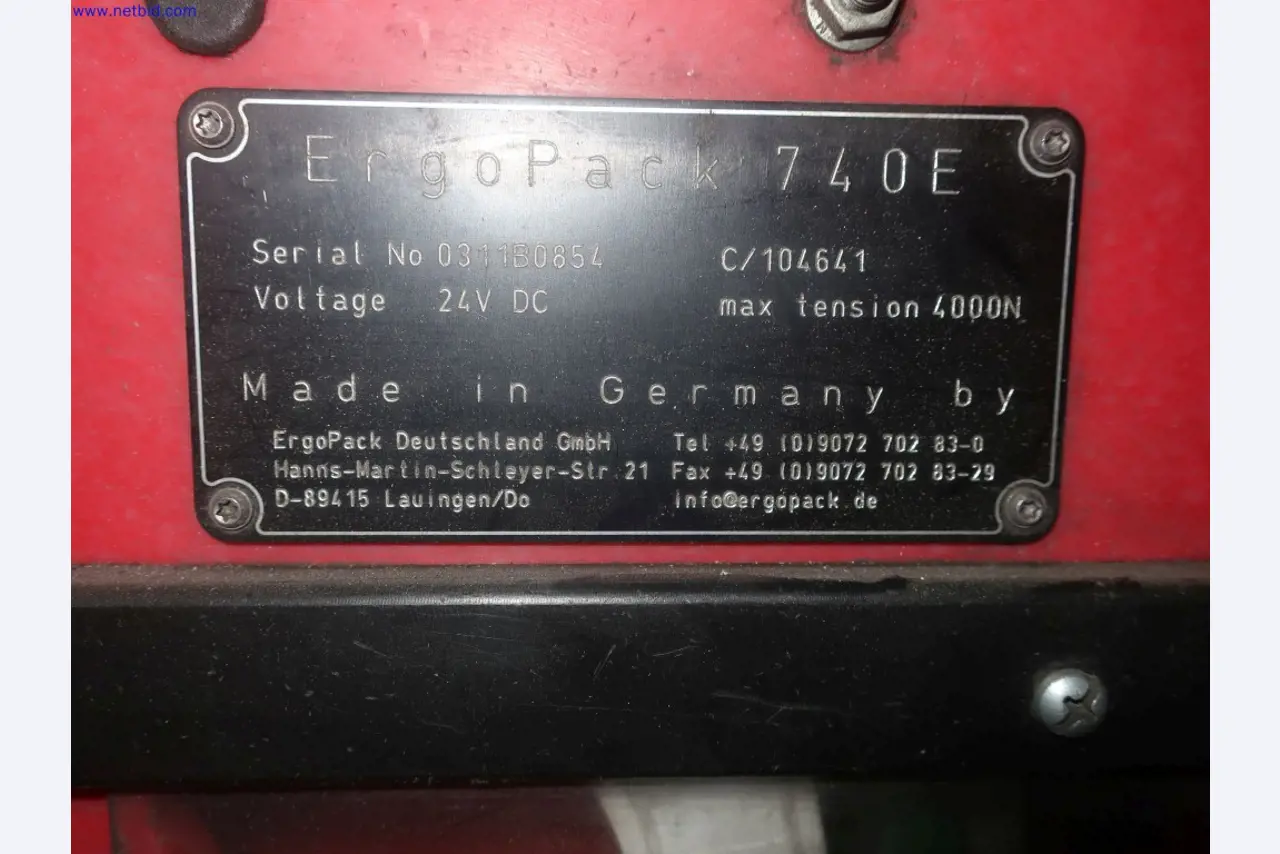 www.netbid.com
ErgoPack 740E
Serial No 0311B0854 C/104641
Voltage 24V DC max tension 4000N
Made in Germany by
ErgoPack Deutschland GmbH Tel +49 (0)9072 702 83-0
Hanns-Martin-Schleyer-Str 21 Fax +49 (0)9072 702 83-29
D-89415 Lauingen/Do info@ergopack.de